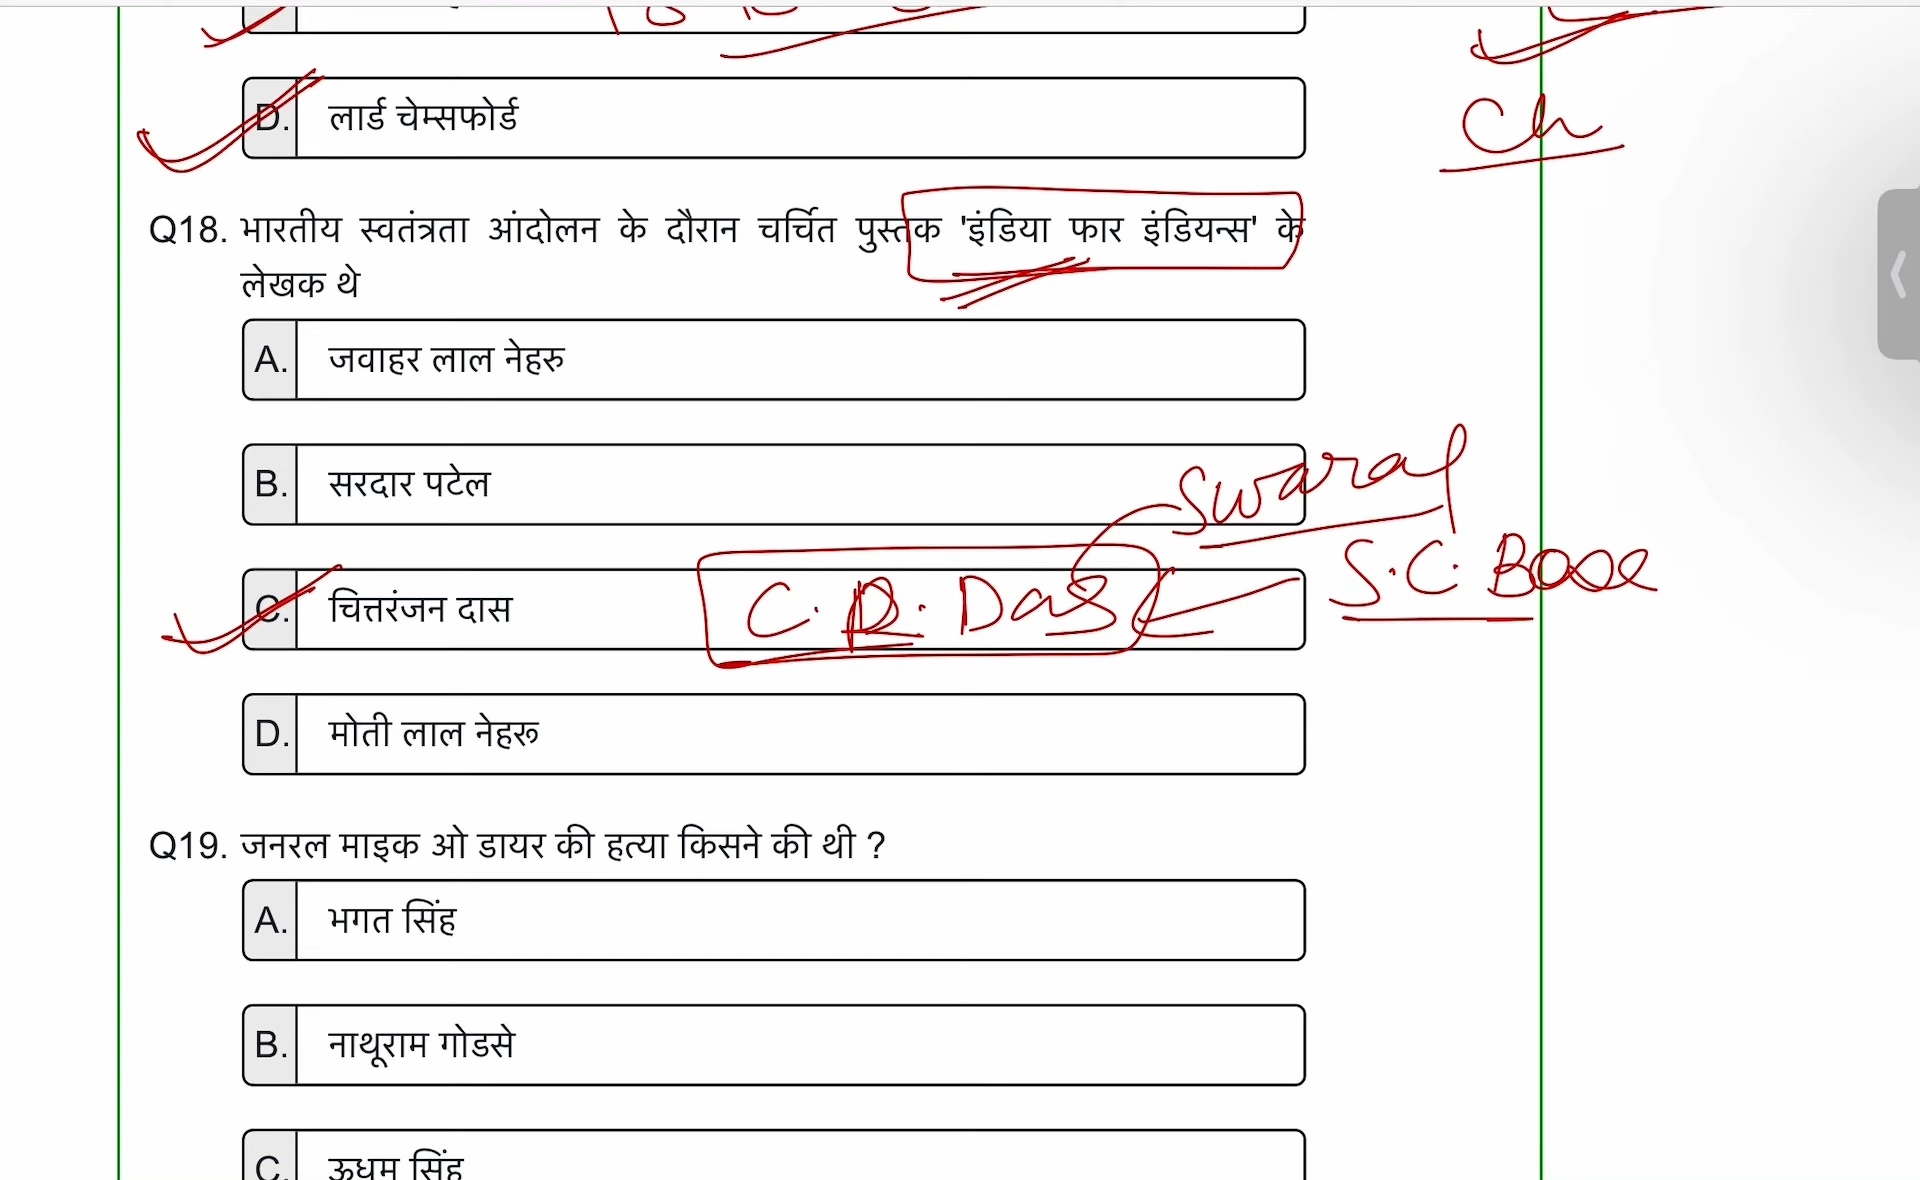 D. लार्ड चेम्सफोर्ड
Ch
Q18. भारतीय स्वतंत्रता आंदोलन के दौरान चर्चित पुस्तक 'इंडिया फार इंडियन्स' के
लेखक थे
A. जवाहर लाल नेहरु
B. सरदार पटेल
Swaraj
C. चित्तरंजन दास
C. R. Das
S.C. Bose
D. मोती लाल नेहरू
Q19. जनरल माइक ओ डायर की हत्या किसने की थी ?
A. भगत सिंह
B. नाथूराम गोडसे
C. ऊधम सिंह